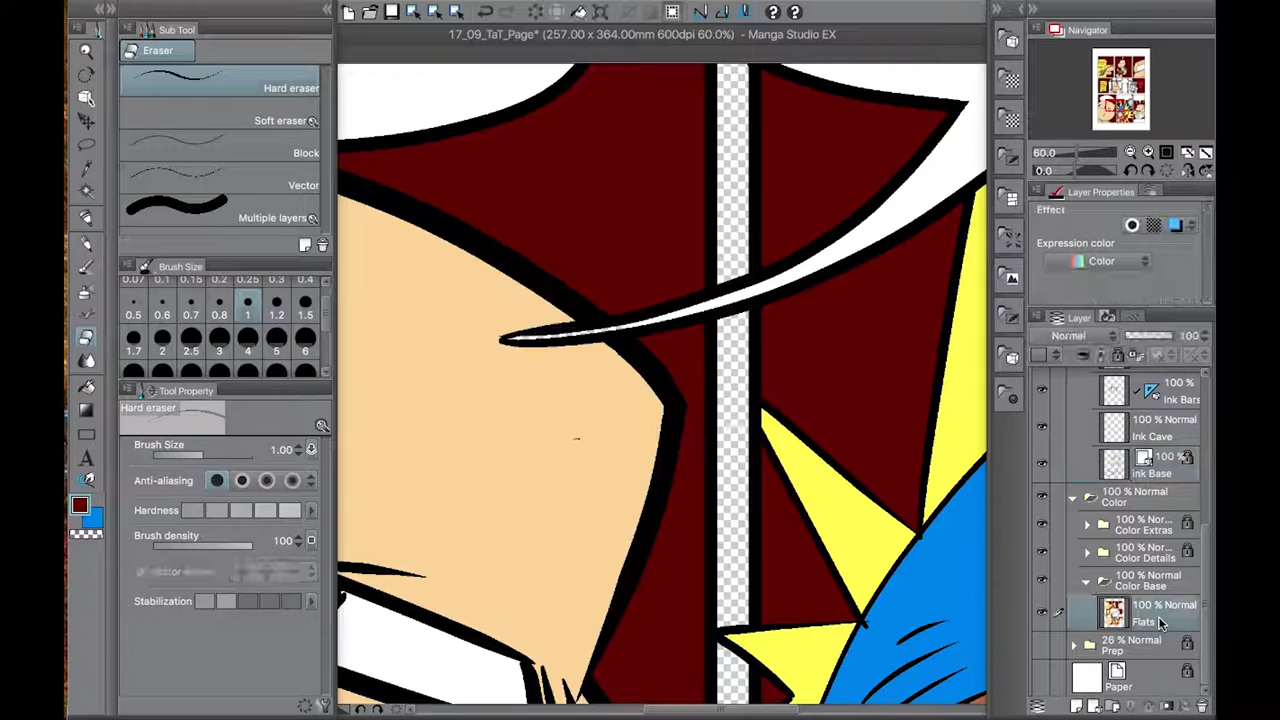 17_09_TaT_Page* (257.00 x 364.00mm 600dpi 60.0%) - Manga Studio EX
Sub Tool
Eraser
Hard eraser
Soft eraser
Block
Vector
Multiple layers
Brush Size
0.07 0.1 0.15 0.2 0.25 0.3 0.4
0.5 0.6 0.7 0.8 1 1.2 1.5
1.7 2 2.5 3 4 5 6
Tool Property
Hard eraser
Brush Size 1.00
Anti-aliasing
Hardness
Brush density 100
Stabilization
Navigator
60.0
0.0
Layer Properties
Effect
Expression color
Color
Layer
Normal 100
100 %
Ink Bars
100 % Normal
Ink Cave
100 %
ink Base
100 % Normal
Color
100 % Nor...
Color Extras
100 % Nor...
Color Details
100 % Normal
Color Base
100 % Normal
Flats
26 % Normal
Prep
Paper